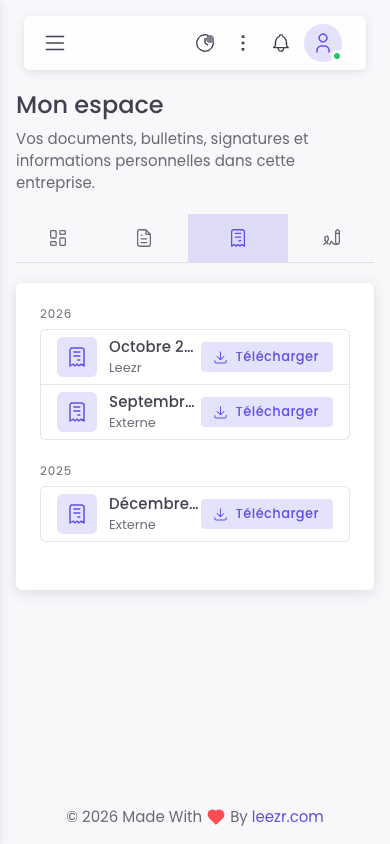 Mon espace
Vos documents, bulletins, signatures et
informations personnelles dans cette
entreprise.
2026
Octobre 2...
Leezr
Télécharger
Septembr...
Externe
Télécharger
2025
Décembre...
Externe
Télécharger
© 2026 Made With By leezr.com